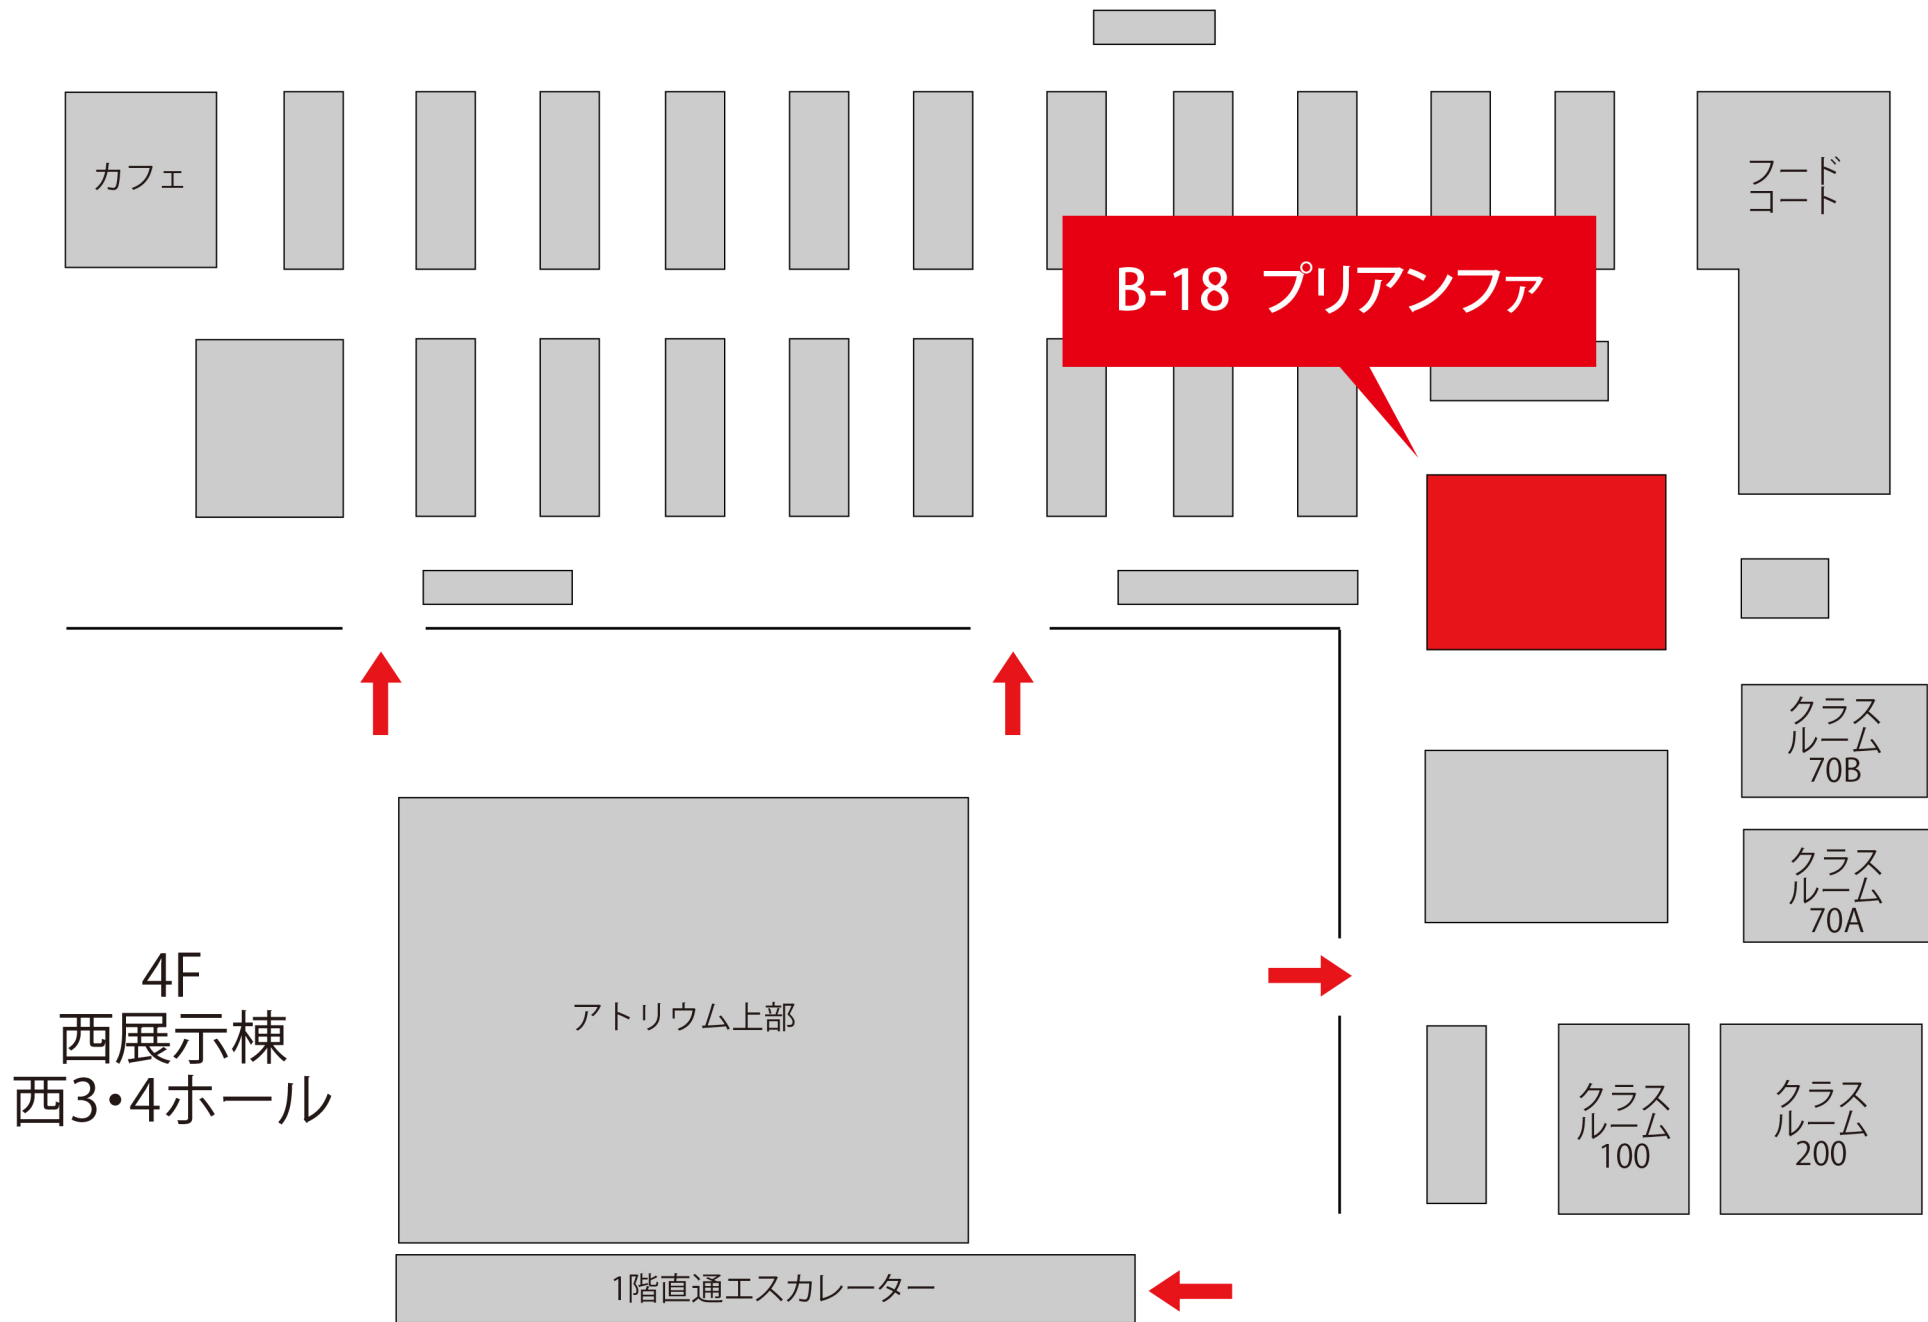 カフェ
フード
コート
B-18 プリアンファ
クラス
ルーム
70B
クラス
ルーム
70A
4F
西展示棟
西3・4ホール
アトリウム上部
クラス
ルーム
100
クラス
ルーム
200
1階直通エスカレーター